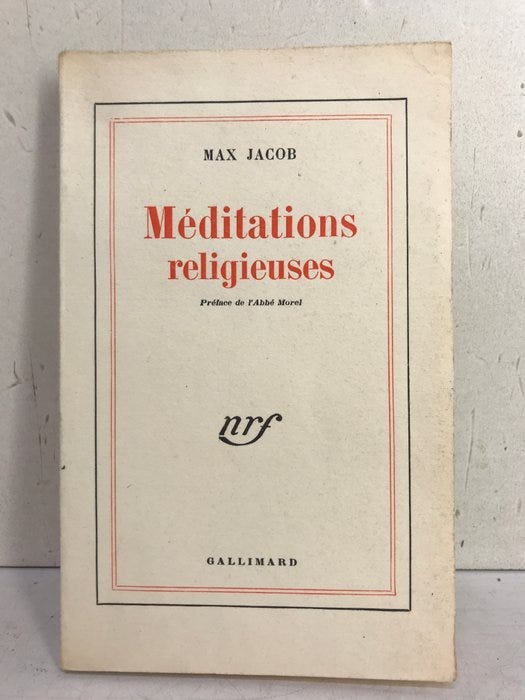 MAX JACOB
Méditations
religieuses
Préface de l'Abbé Morel
nrf
GALLIMARD